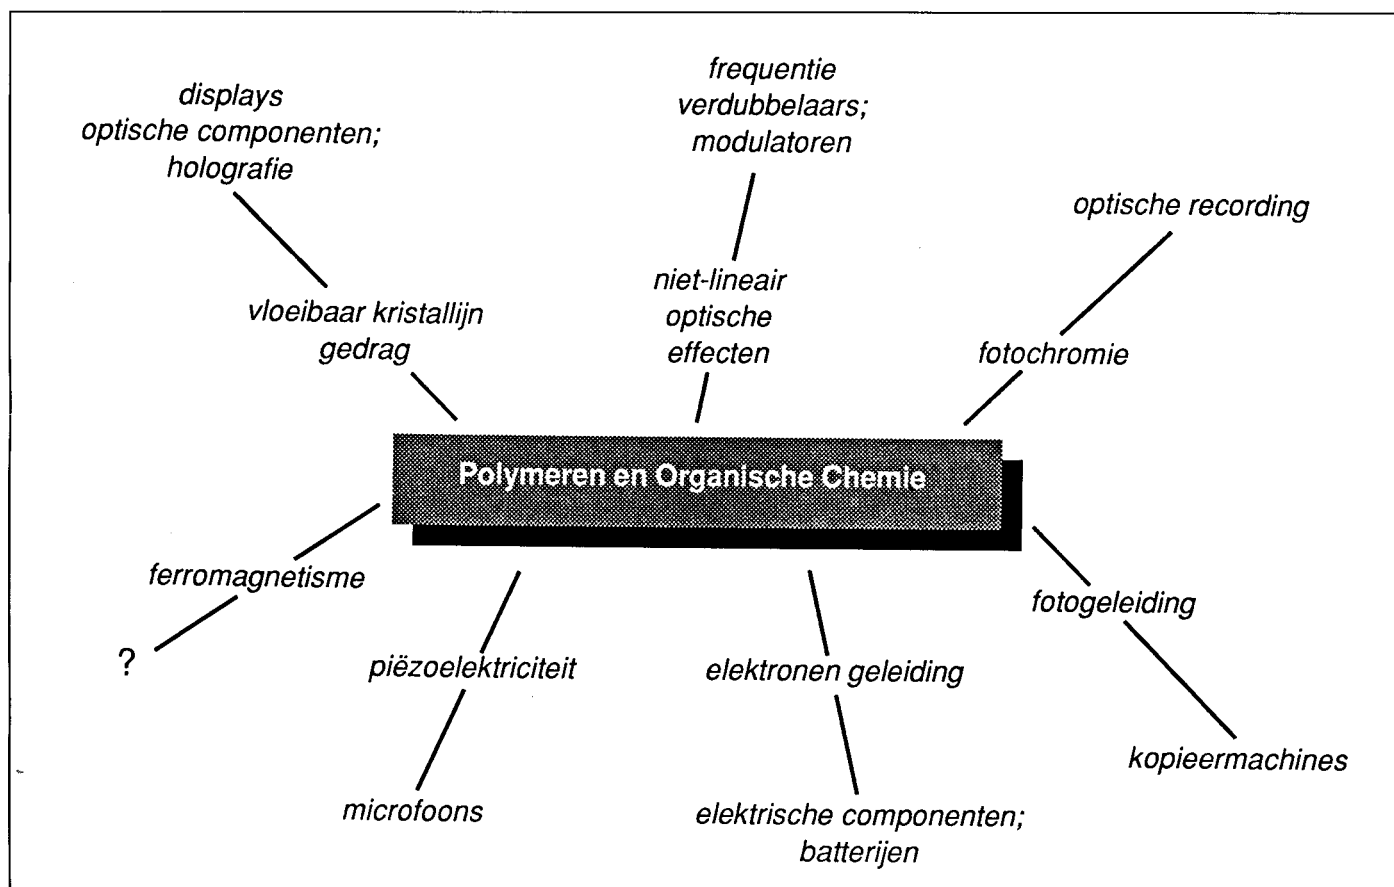 displays
optische componenten;
holografie
frequentie
verdubbelaars;
modulatoren
optische recording
vloeibaar kristallijn
gedrag
niet-lineair
optische
effecten
fotochromie
Polymeren en Organische Chemie
ferromagnetisme
?
piëzoelektriciteit
microfoons
elektronen geleiding
elektrische componenten;
batterijen
fotogeleiding
kopieermachines